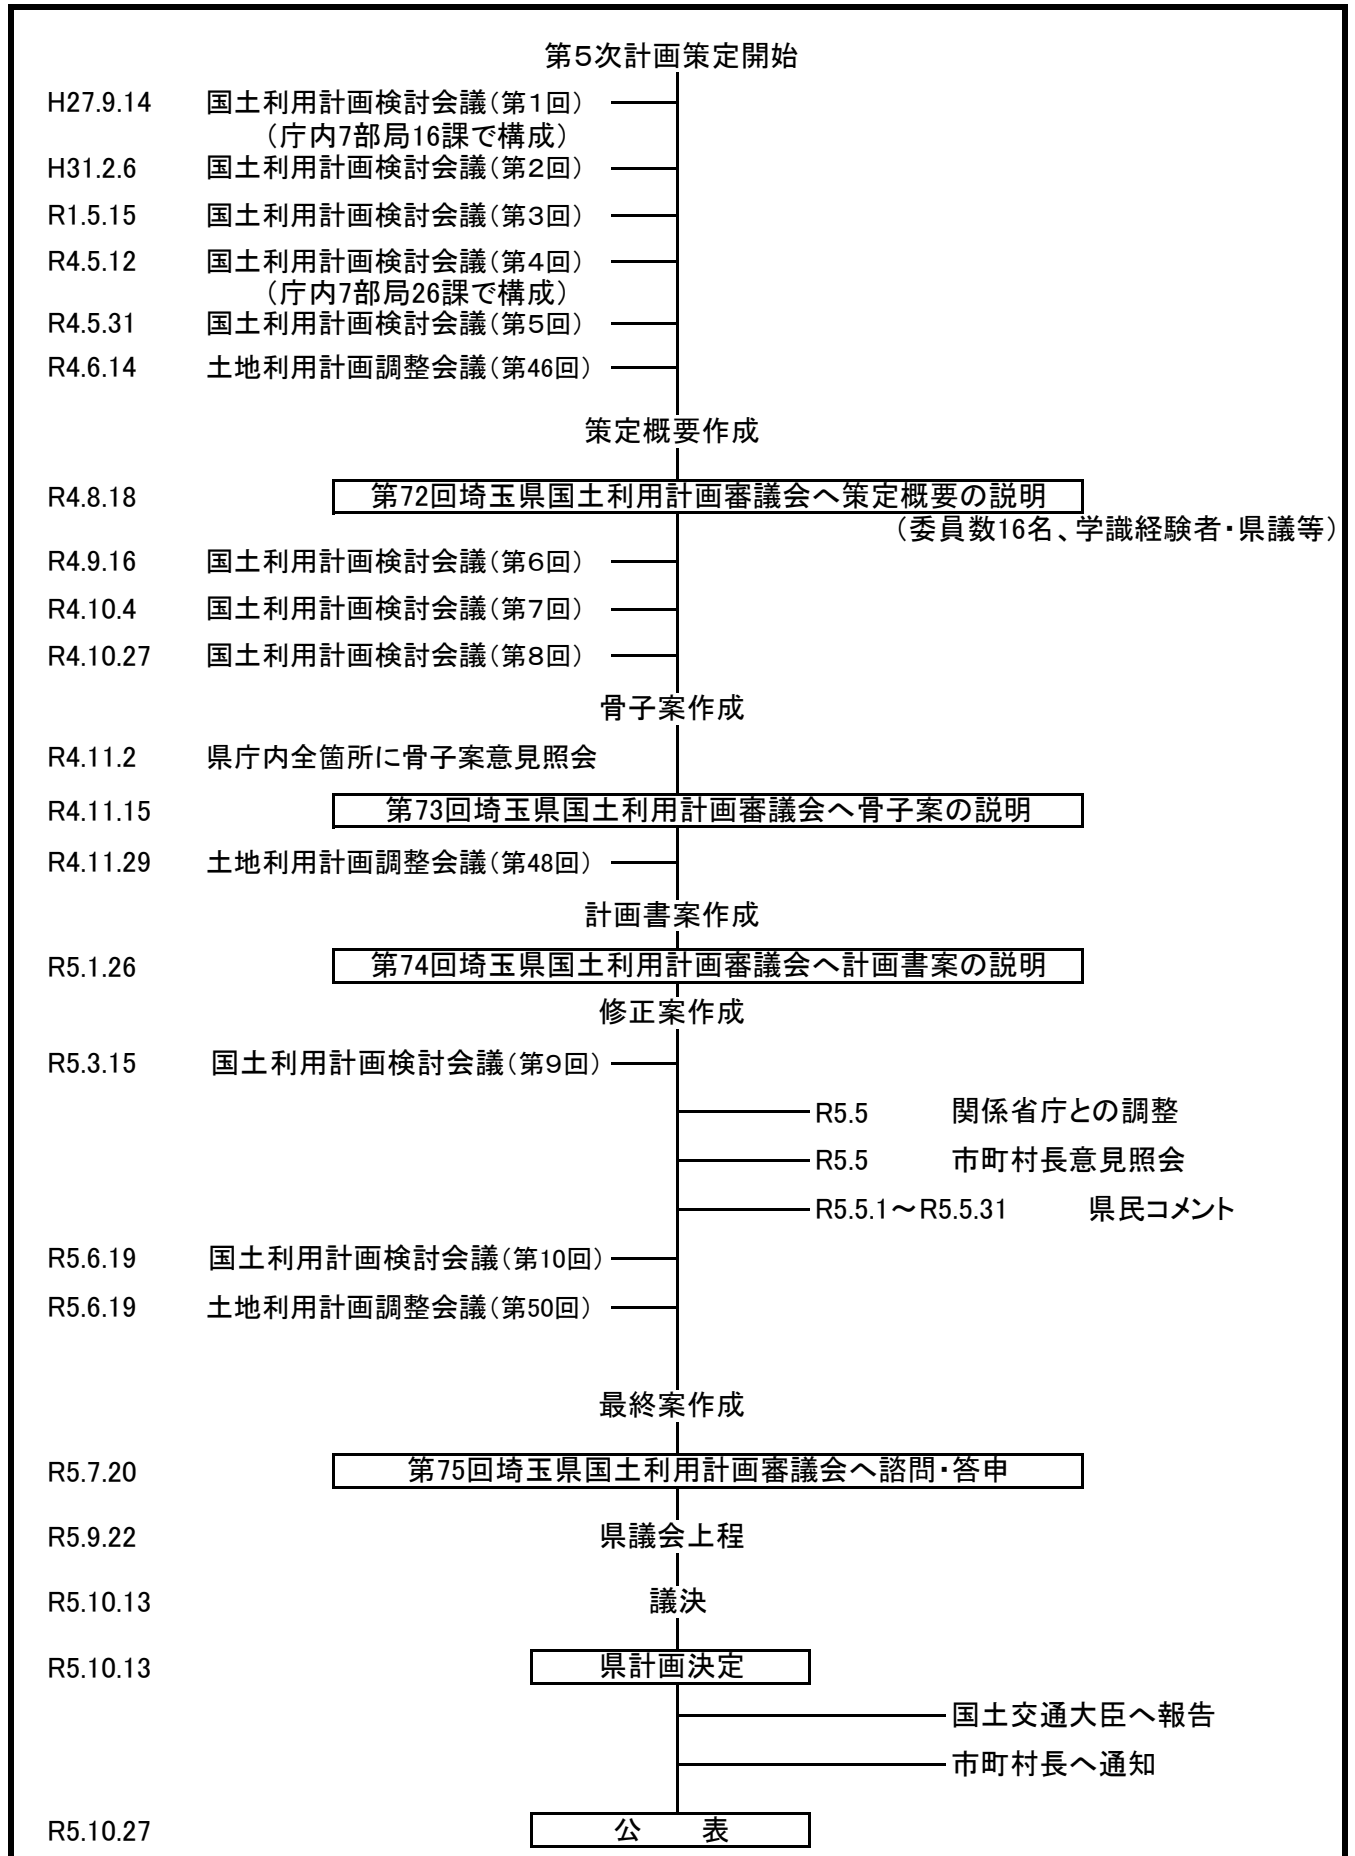 第5次計画策定開始
H27.9.14 国土利用計画検討会議(第1回)
(庁内7部局16課で構成)
H31.2.6 国土利用計画検討会議(第2回)
R1.5.15 国土利用計画検討会議(第3回)
R4.5.12 国土利用計画検討会議(第4回)
(庁内7部局26課で構成)
R4.5.31 国土利用計画検討会議(第5回)
R4.6.14 土地利用計画調整会議(第46回)
策定概要作成
R4.8.18 第72回埼玉県国土利用計画審議会へ策定概要の説明
(委員数16名、学識経験者・県議等)
R4.9.16 国土利用計画検討会議(第6回)
R4.10.4 国土利用計画検討会議(第7回)
R4.10.27 国土利用計画検討会議(第8回)
骨子案作成
R4.11.2 県庁内全箇所に骨子案意見照会
R4.11.15 第73回埼玉県国土利用計画審議会へ骨子案の説明
R4.11.29 土地利用計画調整会議(第48回)
計画書案作成
R5.1.26 第74回埼玉県国土利用計画審議会へ計画書案の説明
修正案作成
R5.3.15 国土利用計画検討会議(第9回)
R5.5 関係省庁との調整
R5.5 市町村長意見照会
R5.5.1～R5.5.31 県民コメント
R5.6.19 国土利用計画検討会議(第10回)
R5.6.19 土地利用計画調整会議(第50回)
最終案作成
R5.7.20 第75回埼玉県国土利用計画審議会へ諮問・答申
R5.9.22 県議会上程
R5.10.13 議決
R5.10.13 県計画決定
国土交通大臣へ報告
市町村長へ通知
R5.10.27 公　　表